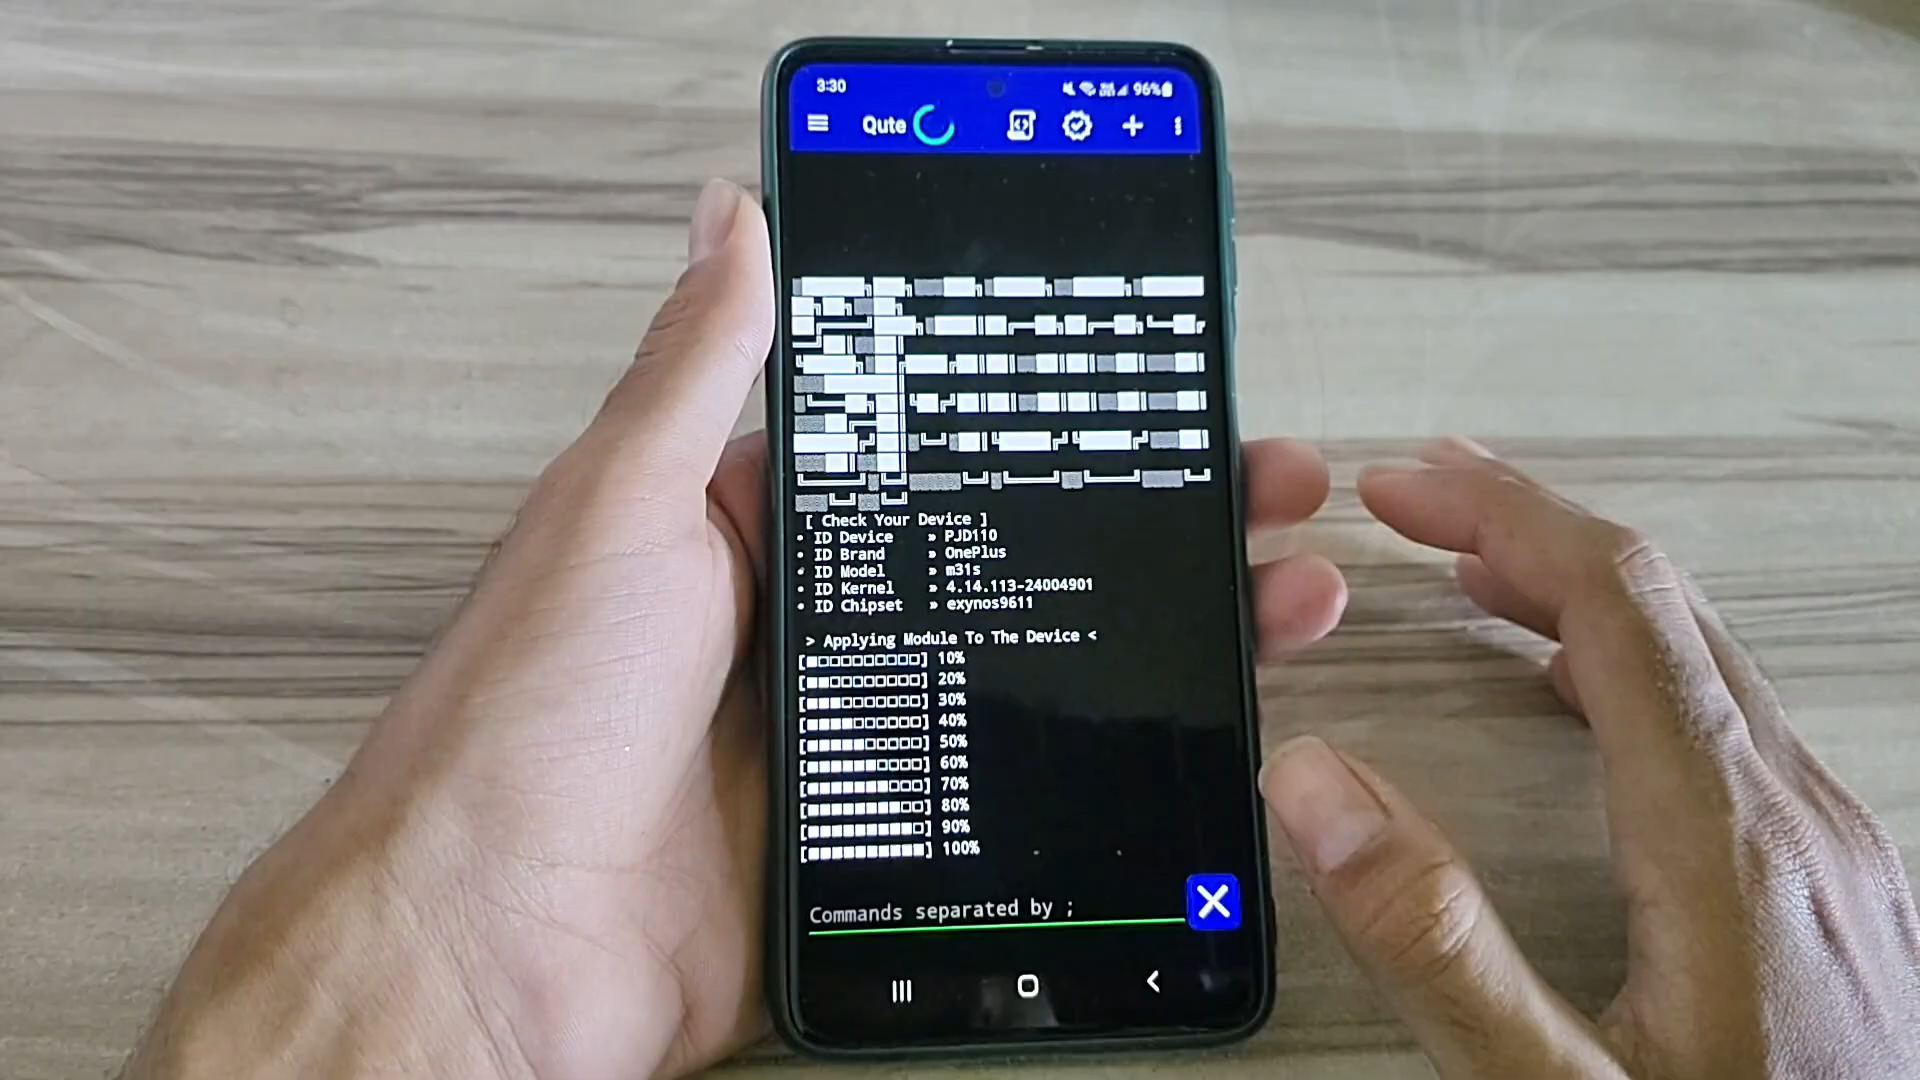 3:30
96%
Qute
[ Check Your Device ]
• ID Device » PJD110
• ID Brand » OnePlus
• ID Model » m31s
• ID Kernel » 4.14.113-24004901
• ID Chipset » exynos9611
> Applying Module To The Device <
[■□□□□□□□□□] 10%
[■■□□□□□□□□] 20%
[■■■□□□□□□□] 30%
[■■■■□□□□□□] 40%
[■■■■■□□□□□] 50%
[■■■■■■□□□□] 60%
[■■■■■■■□□□] 70%
[■■■■■■■■□□] 80%
[■■■■■■■■■□] 90%
[■■■■■■■■■■] 100%
Commands separated by ;